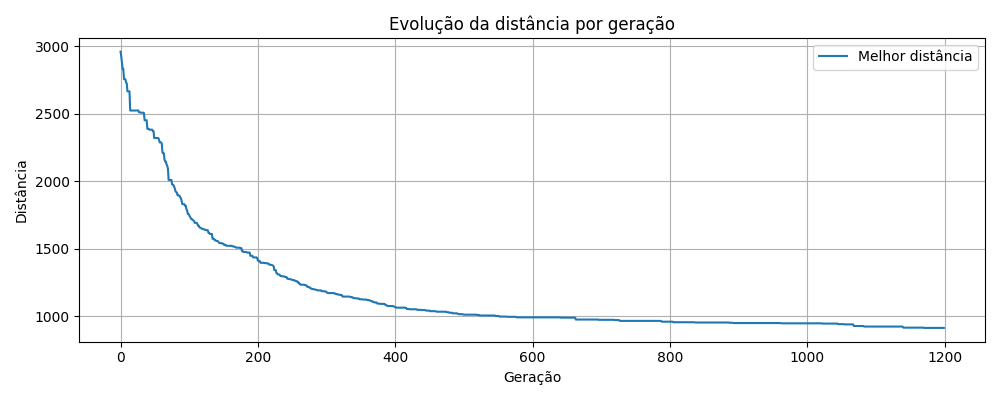 Evolução da distância por geração
Melhor distância
Distância
3000
2500
2000
1500
1000
0 200 400 600 800 1000 1200
Geração